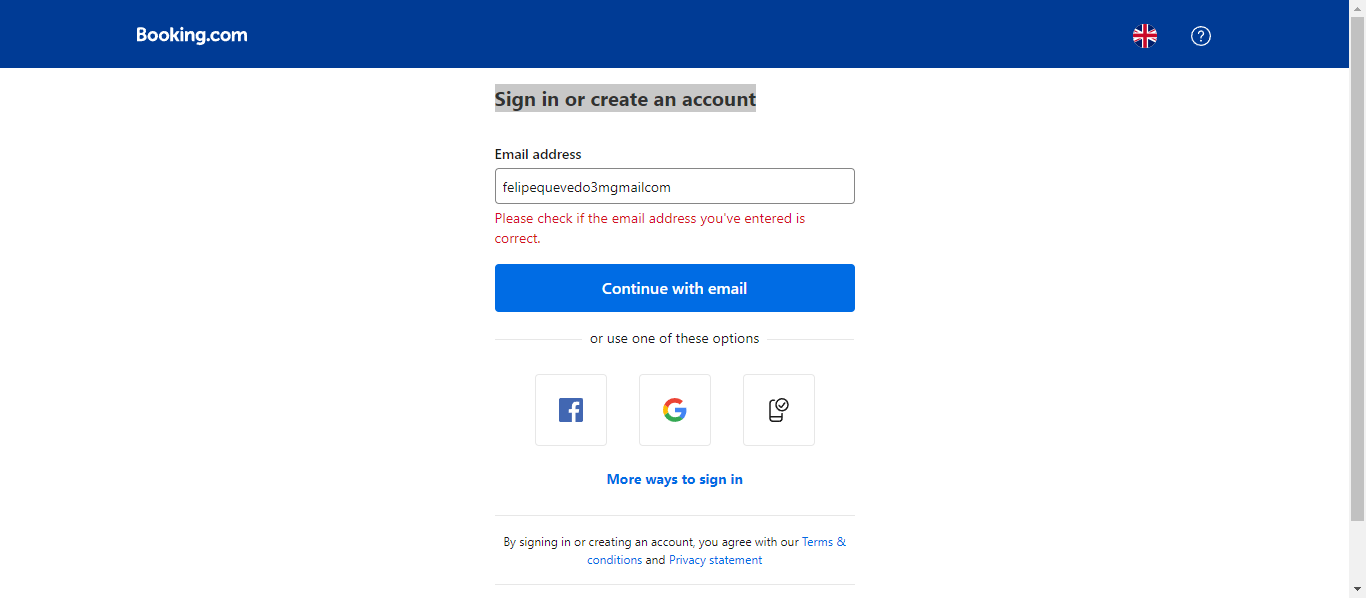 Booking.com
Sign in or create an account
Email address
felipequevedo3mgmailcom
Please check if the email address you've entered is
correct.
Continue with email
or use one of these options
More ways to sign in
By signing in or creating an account, you agree with our Terms &
conditions and Privacy statement